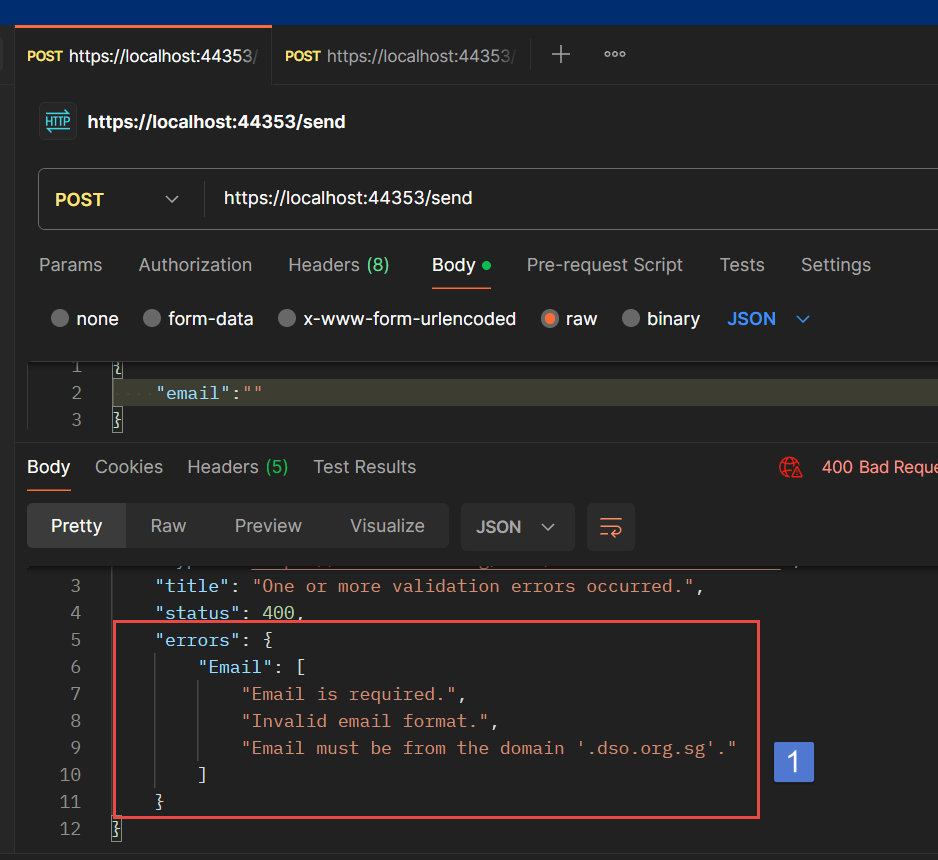 POST https://localhost:44353/
POST https://localhost:44353/
HTTP https://localhost:44353/send
POST https://localhost:44353/send
Params Authorization Headers (8) Body Pre-request Script Tests Settings
none form-data x-www-form-urlencoded raw binary JSON
1 {
2 "email":""
3 }
Body Cookies Headers (5) Test Results 400 Bad Reque
Pretty Raw Preview Visualize JSON
3 "title": "One or more validation errors occurred.",
4 "status": 400,
5 "errors": {
6 "Email": [
7 "Email is required.",
8 "Invalid email format.",
9 "Email must be from the domain '.dso.org.sg'."
10 ]
11 }
12 }
1